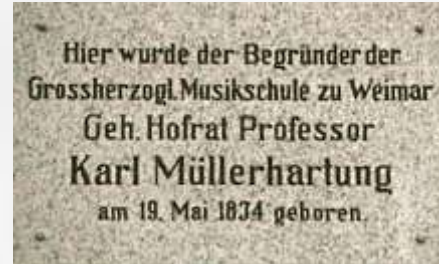 Hier wurde der Begründer der
Grossherzogl. Musikschule zu Weimar
Geh. Hofrat Professor
Karl Müllerhartung
am 19. Mai 1834 geboren.